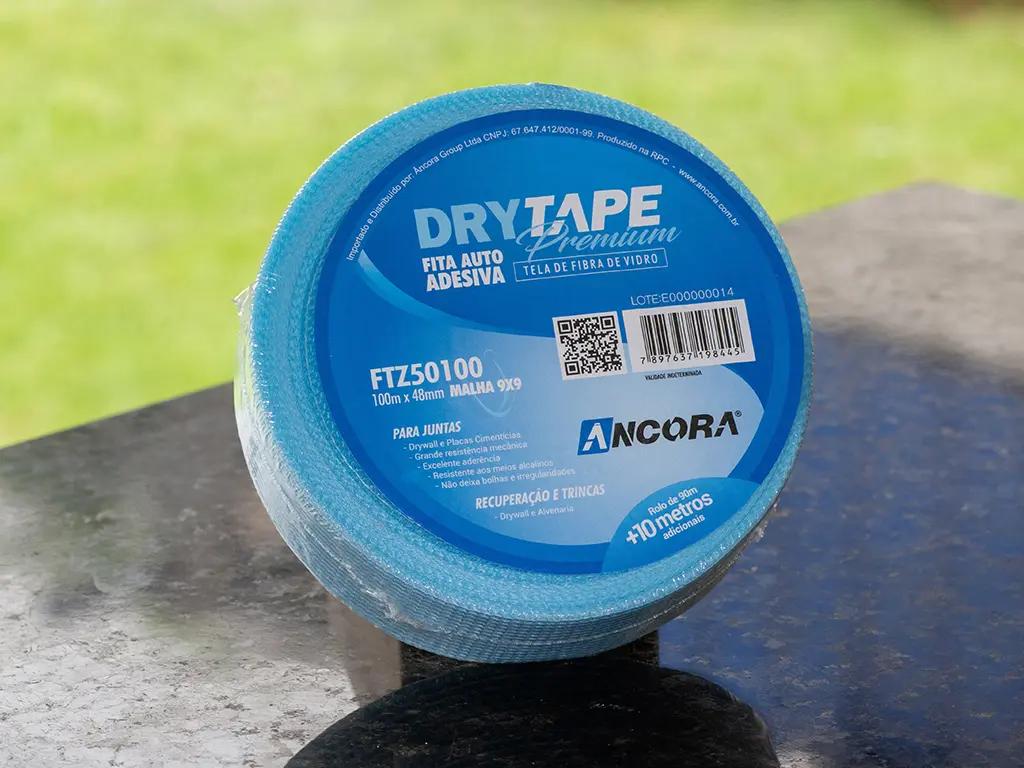 Importado e Distribuído por: Âncora Group Ltda CNPJ: 67.647.412/0001-99. Produzido na RPC - www.ancora.com.br
DRYTAPE
Premium
FITA AUTO
ADESIVA
TELA DE FIBRA DE VIDRO
LOTE:E000000014
7897637198445
VALIDADE INDETERMINADA
FTZ50100
100m x 48mm MALHA 9X9
ANCORA®
PARA JUNTAS
- Drywall e Placas Cimentícias
- Grande resistência mecânica
- Excelente aderência
- Resistente aos meios alcalinos
- Não deixa bolhas e irregularidades
RECUPERAÇÃO E TRINCAS
- Drywall e Alvenaria
Rolo de 90m
+10 metros
adicionais